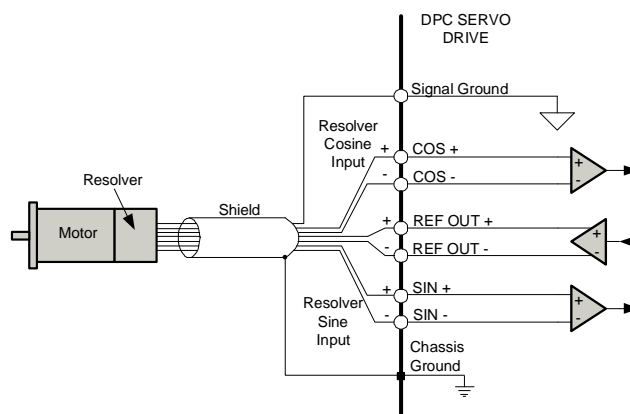 DPC SERVO
DRIVE
Signal Ground
Resolver
Cosine
Input
+ COS +
- COS -
Resolver
Shield
Motor
+ REF OUT +
- REF OUT -
+ SIN +
- SIN -
Resolver
Sine
Input
Chassis
Ground
+
-
+
-
+
-